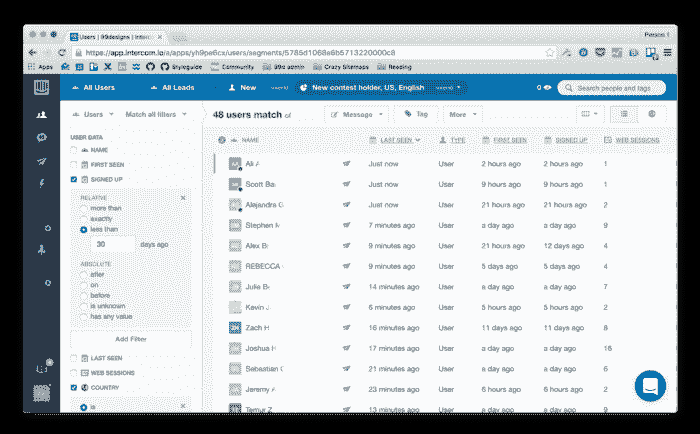 Users | 99designs | Interc
Person 1
https://app.intercom.io/a/apps/yh9pe6cx/users/segments/5785d1068e6b5713220000c8
Apps Styleguide Community 99d admin Crazy Sitemaps Reading
All Users All Leads New New contest holder, US, English 0 Search people and tags
Users Match all filters 48 users match of Message Tag More
USER DATA
NAME LAST SEEN TYPE FIRST SEEN SIGNED UP WEB SESSIONS
NAME
FIRST SEEN
SIGNED UP
RELATIVE
more than
exactly
less than
30 days ago
ABSOLUTE
after
on
before
is unknown
has any value
Add Filter
LAST SEEN
WEB SESSIONS
COUNTRY
is
Ali A Just now User 2 hours ago 2 hours ago 1
Scott Ba Just now User 9 hours ago 9 hours ago 1
Alejandra G Just now User 21 hours ago 21 hours ago 2
Stephen M 7 minutes ago User a day ago a day ago 9
Alex B 9 minutes ago User 21 hours ago 12 days ago 4
REBECCA 9 minutes ago User 5 days ago 5 days ago 4
Julie B 14 minutes ago User a day ago a day ago 7
Kevin J 6 minutes ago User 5 hours ago 5 hours ago 2
Zach H 16 minutes ago User 11 days ago 11 days ago 8
Joshua H 17 minutes ago User a day ago a day ago 16
Sebastian C 21 minutes ago User a day ago a day ago 6
Jeremy A 23 minutes ago User 6 hours ago 6 hours ago 2
Temur Z 13 minutes ago User a day ago a day ago 9